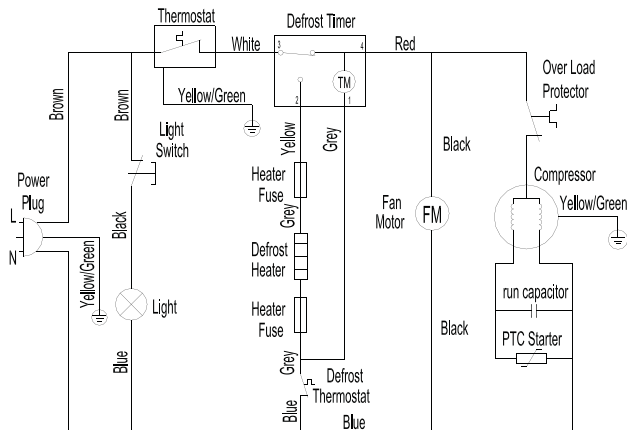 Thermostat
Defrost Timer
White
3
4
Red
TM
2
1
Over Load
Protector
Brown
Brown
Yellow/Green
Light
Switch
Yellow
Grey
Black
Heater
Fuse
Compressor
Yellow/Green
Power
Plug
L
N
Black
Grey
Fan
Motor
FM
Yellow/Green
Defrost
Heater
Light
run capacitor
Heater
Fuse
Black
PTC Starter
Blue
Grey
Defrost
Thermostat
Blue
Blue